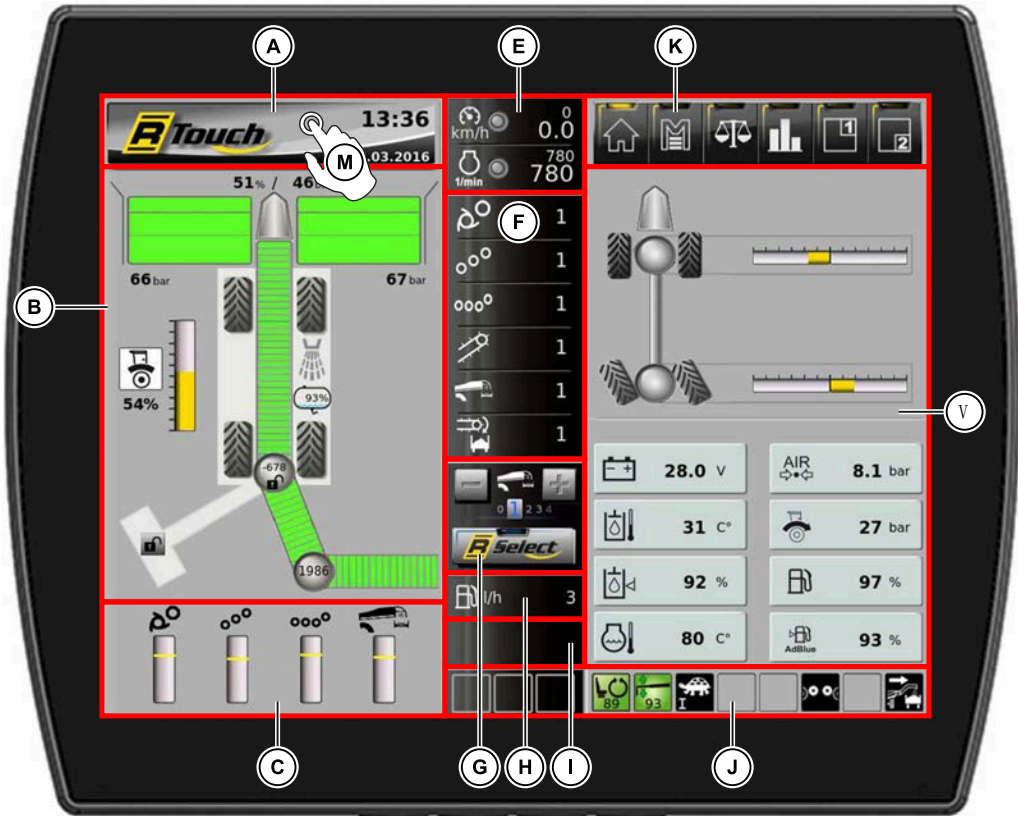 A
E
K
R Touch
13:36
.03.2016
M
km/h
0
0.0
1/min
780
780
1
2
51% / 46
66 bar
67 bar
B
54%
93%
-678
1986
F
1
1
1
1
1
1
V
0 1 2 3 4
R Select
l/h 3
28.0 V
AIR 8.1 bar
31 C°
27 bar
92 %
97 %
80 C°
AdBlue 93 %
89
93
C
G
H
I
J